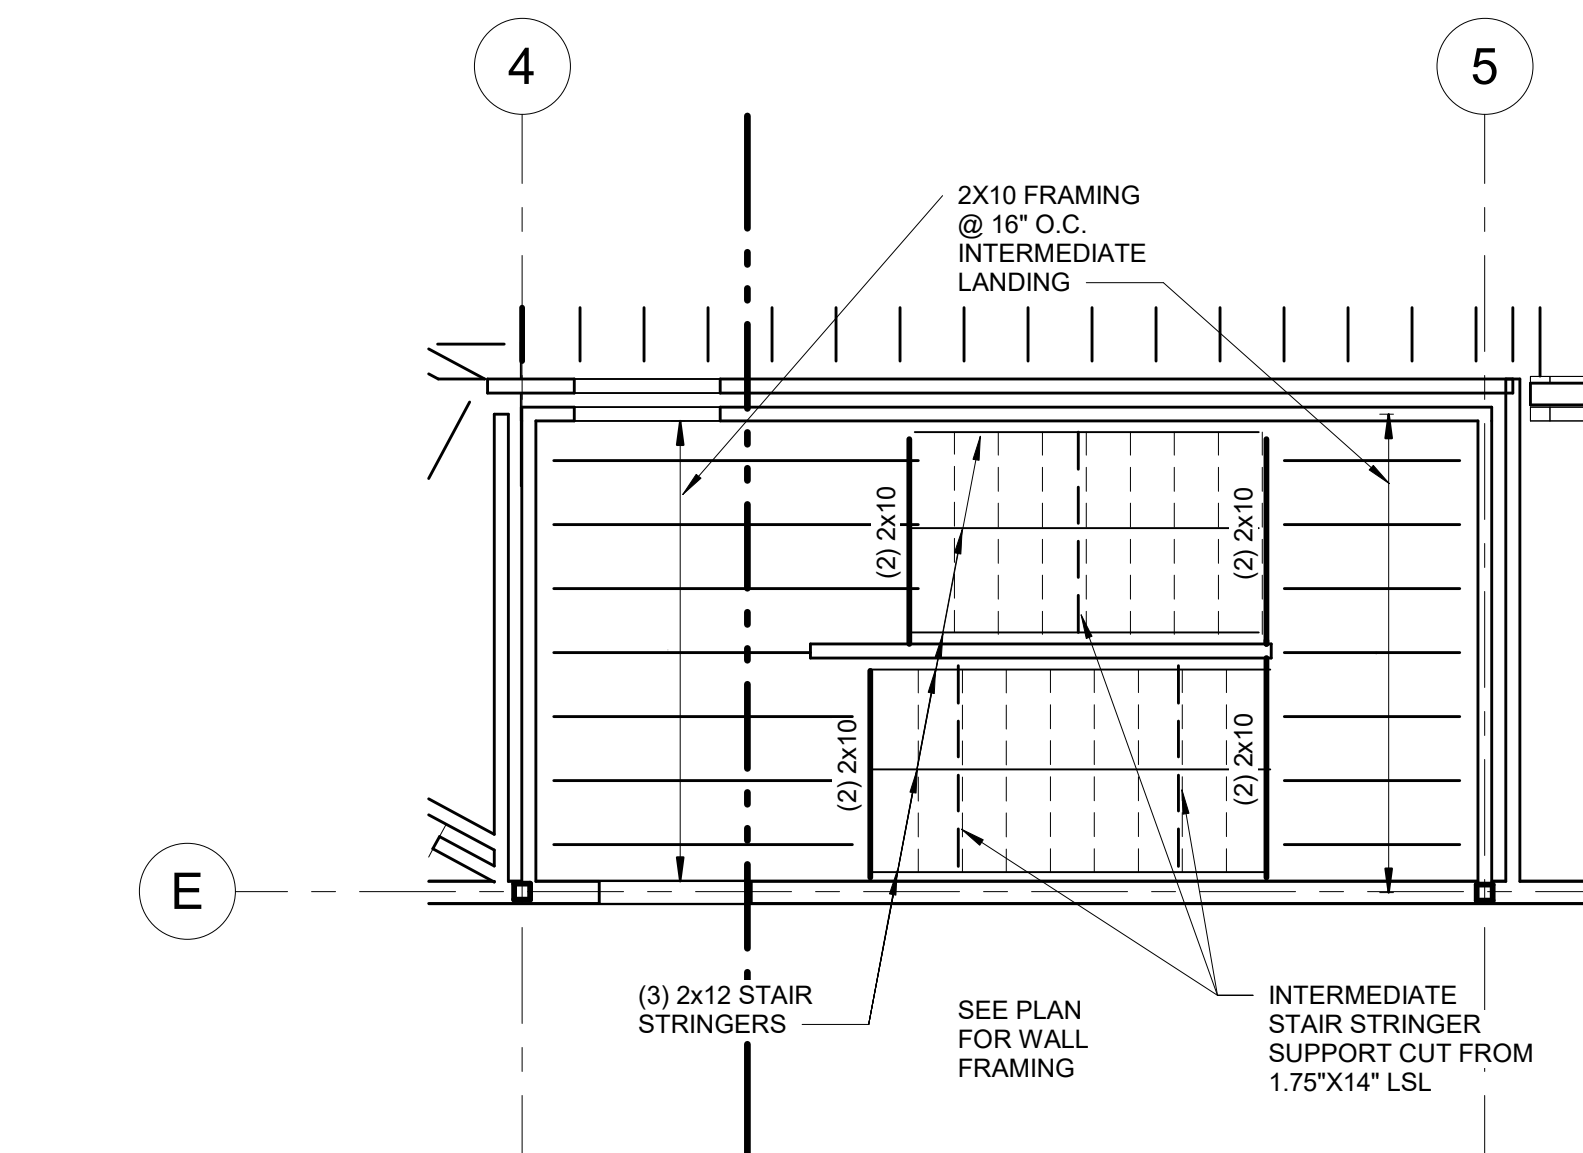 4
5
2X10 FRAMING
@ 16" O.C.
INTERMEDIATE
LANDING
(2) 2x10
(2) 2x10
(2) 2x10
(2) 2x10
E
(3) 2x12 STAIR
STRINGERS
SEE PLAN
FOR WALL
FRAMING
INTERMEDIATE
STAIR STRINGER
SUPPORT CUT FROM
1.75"X14" LSL